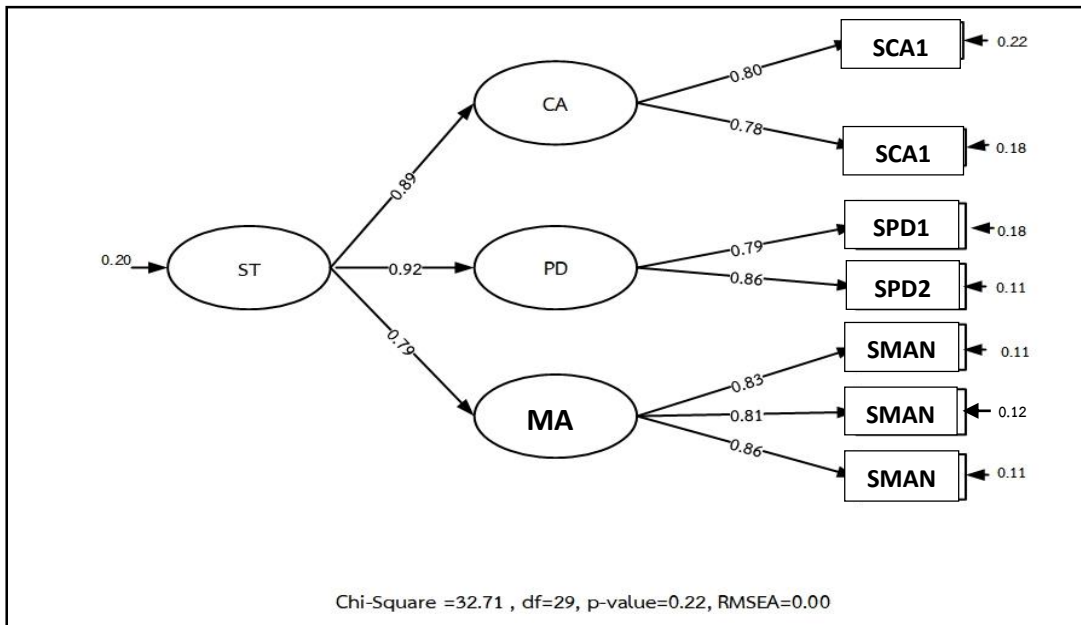 SCA1
0.22
0.80
CA
0.78
SCA1
0.18
0.89
SPD1
0.18
0.79
0.20
ST
0.92
PD
0.86
SPD2
0.11
0.79
SMAN
0.11
0.83
MA
0.81
SMAN
0.12
0.86
SMAN
0.11
Chi-Square =32.71 , df=29, p-value=0.22, RMSEA=0.00